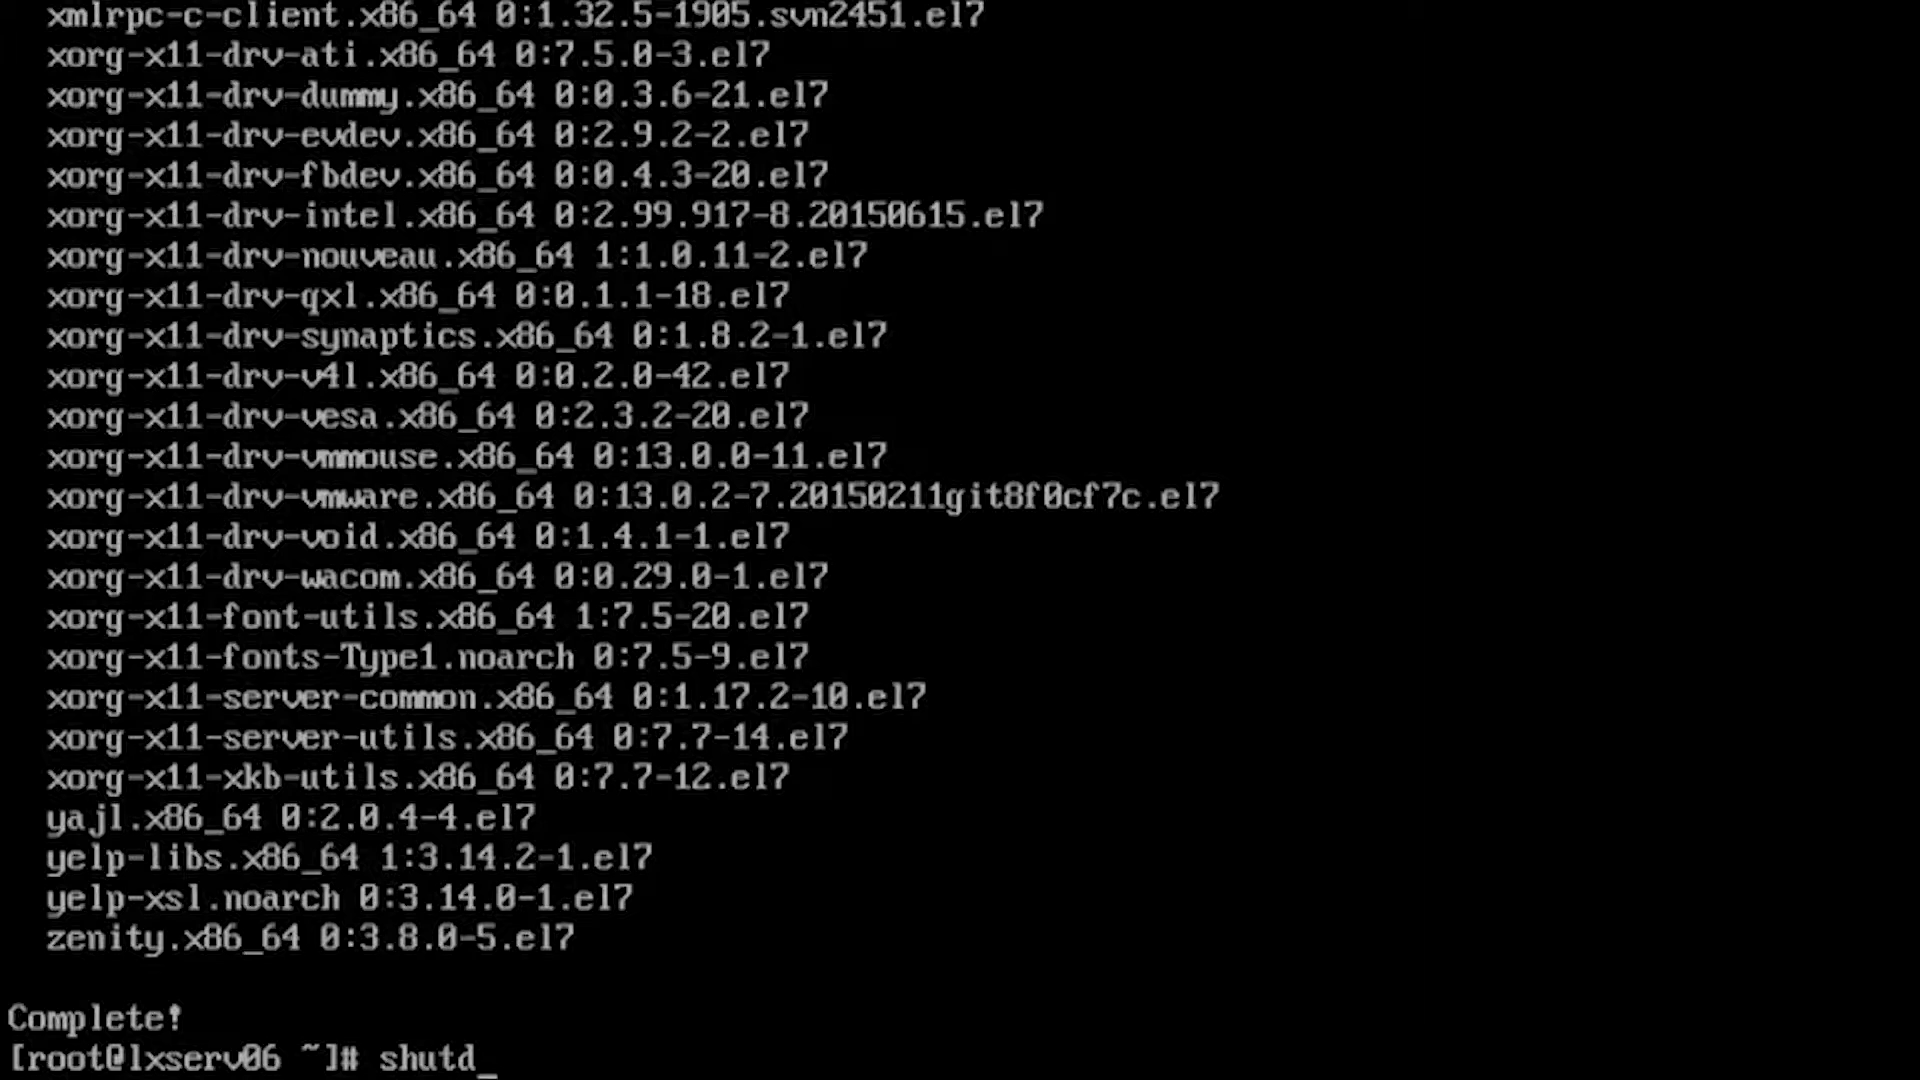 xmlrpc-c-client.x86_64 0:1.32.5-1905.svn2451.el7
xorg-x11-drv-ati.x86_64 0:7.5.0-3.el7
xorg-x11-drv-dummy.x86_64 0:0.3.6-21.el7
xorg-x11-drv-evdev.x86_64 0:2.9.2-2.el7
xorg-x11-drv-fbdev.x86_64 0:0.4.3-20.el7
xorg-x11-drv-intel.x86_64 0:2.99.917-8.20150615.el7
xorg-x11-drv-nouveau.x86_64 1:1.0.11-2.el7
xorg-x11-drv-qxl.x86_64 0:0.1.1-18.el7
xorg-x11-drv-synaptics.x86_64 0:1.8.2-1.el7
xorg-x11-drv-v4l.x86_64 0:0.2.0-42.el7
xorg-x11-drv-vesa.x86_64 0:2.3.2-20.el7
xorg-x11-drv-vmmouse.x86_64 0:13.0.0-11.el7
xorg-x11-drv-vmware.x86_64 0:13.0.2-7.20150211git8f0cf7c.el7
xorg-x11-drv-void.x86_64 0:1.4.1-1.el7
xorg-x11-drv-wacom.x86_64 0:0.29.0-1.el7
xorg-x11-font-utils.x86_64 1:7.5-20.el7
xorg-x11-fonts-Type1.noarch 0:7.5-9.el7
xorg-x11-server-common.x86_64 0:1.17.2-10.el7
xorg-x11-server-utils.x86_64 0:7.7-14.el7
xorg-x11-xkb-utils.x86_64 0:7.7-12.el7
yajl.x86_64 0:2.0.4-4.el7
yelp-libs.x86_64 1:3.14.2-1.el7
yelp-xsl.noarch 0:3.14.0-1.el7
zenity.x86_64 0:3.8.0-5.el7
Complete!
[root@lxserv06 ~]# shutd_